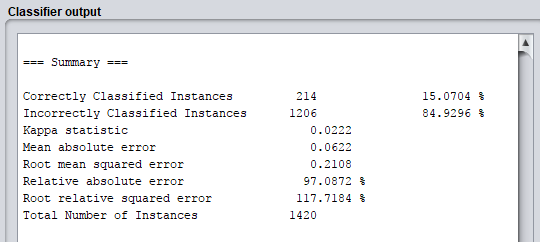 Classifier output
=== Summary ===
Correctly Classified Instances 214 15.0704 %
Incorrectly Classified Instances 1206 84.9296 %
Kappa statistic 0.0222
Mean absolute error 0.0622
Root mean squared error 0.2108
Relative absolute error 97.0872 %
Root relative squared error 117.7184 %
Total Number of Instances 1420